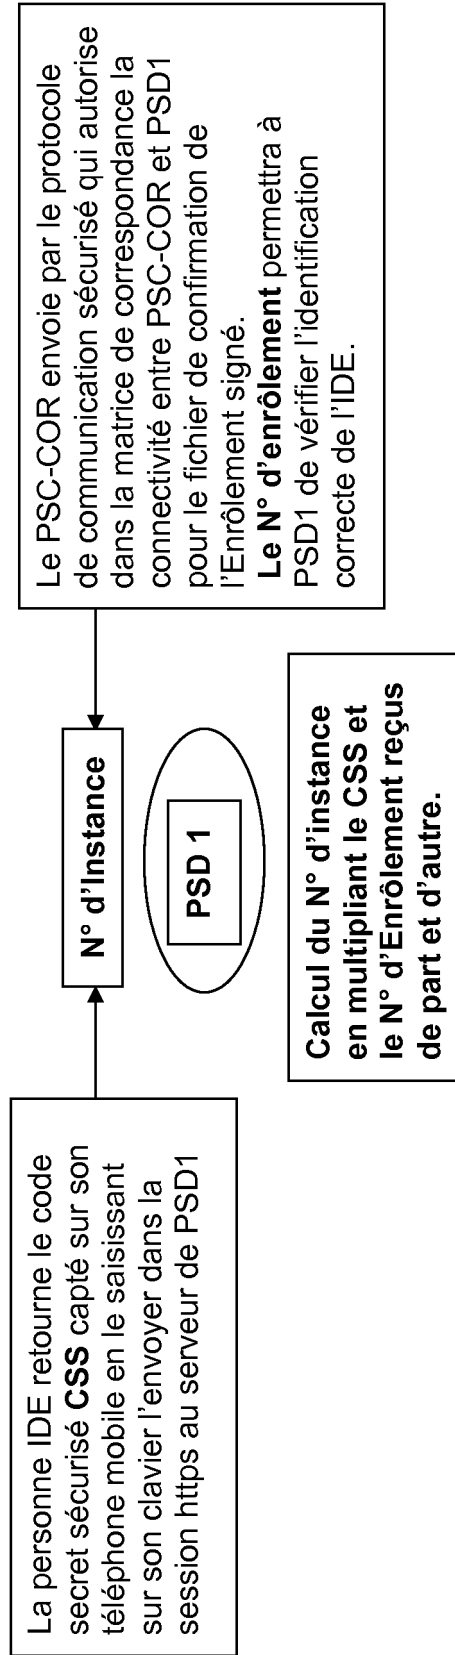 La personne IDE retourne le code
secret sécurisé CSS capté sur son
téléphone mobile en le saisissant
sur son clavier l'envoyer dans la
session https au serveur de PSD1
N° d'Instance
PSD 1
Calcul du N° d'instance
en multipliant le CSS et
le N° d'Enrôlement reçus
de part et d'autre.
Le PSC-COR envoie par le protocole
de communication sécurisé qui autorise
dans la matrice de correspondance la
connectivité entre PSC-COR et PSD1
pour le fichier de confirmation de
l'Enrôlement signé.
Le N° d'enrôlement permettra à
PSD1 de vérifier l'identification
correcte de l'IDE.